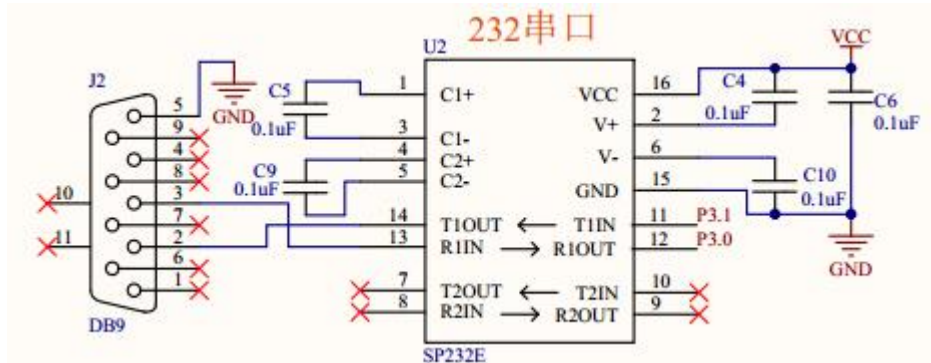 232串口
VCC
U2
J2
5
9
4
8
10
3
7
11
2
6
1
DB9
GND
C5
0.1uF
C9
0.1uF
1 C1+
3 C1-
4 C2+
5 C2-
14 T1OUT
13 R1IN
7 T2OUT
8 R2IN
VCC 16
V+ 2
V- 6
GND 15
T1IN 11 P3.1
R1OUT 12 P3.0
T2IN 10
R2OUT 9
SP232E
C4
0.1uF
C6
0.1uF
C10
0.1uF
GND